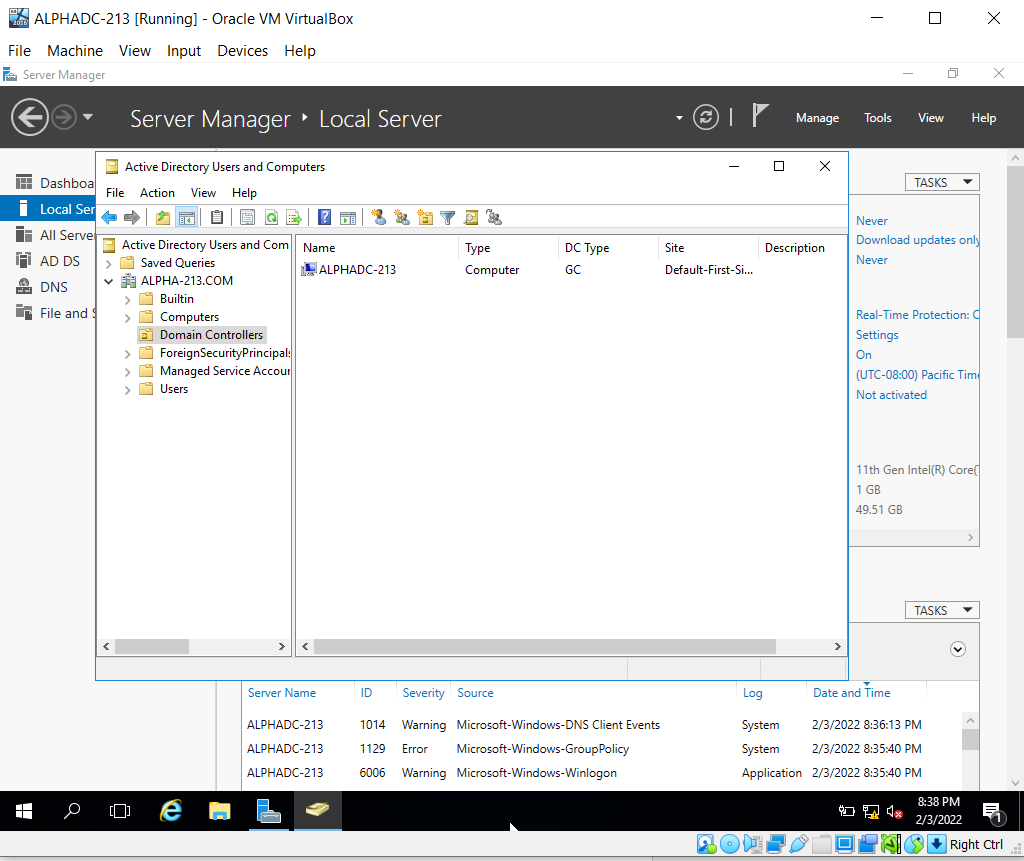 ALPHADC-213 [Running] - Oracle VM VirtualBox
File Machine View Input Devices Help
Server Manager
Server Manager • Local Server
Manage Tools View Help
Active Directory Users and Computers
File Action View Help
Dashboa
Local Ser
All Server
AD DS
DNS
File and S
Active Directory Users and Com
Saved Queries
ALPHA-213.COM
Builtin
Computers
Domain Controllers
ForeignSecurityPrincipals
Managed Service Accour
Users
Name Type DC Type Site Description
ALPHADC-213 Computer GC Default-First-Si...
TASKS
Never
Download updates only
Never
Real-Time Protection: O
Settings
On
(UTC-08:00) Pacific Time
Not activated
11th Gen Intel(R) Core(T
1 GB
49.51 GB
TASKS
Server Name ID Severity Source Log Date and Time
ALPHADC-213 1014 Warning Microsoft-Windows-DNS Client Events System 2/3/2022 8:36:13 PM
ALPHADC-213 1129 Error Microsoft-Windows-GroupPolicy System 2/3/2022 8:35:40 PM
ALPHADC-213 6006 Warning Microsoft-Windows-Winlogon Application 2/3/2022 8:35:40 PM
8:38 PM
2/3/2022
1
Right Ctrl